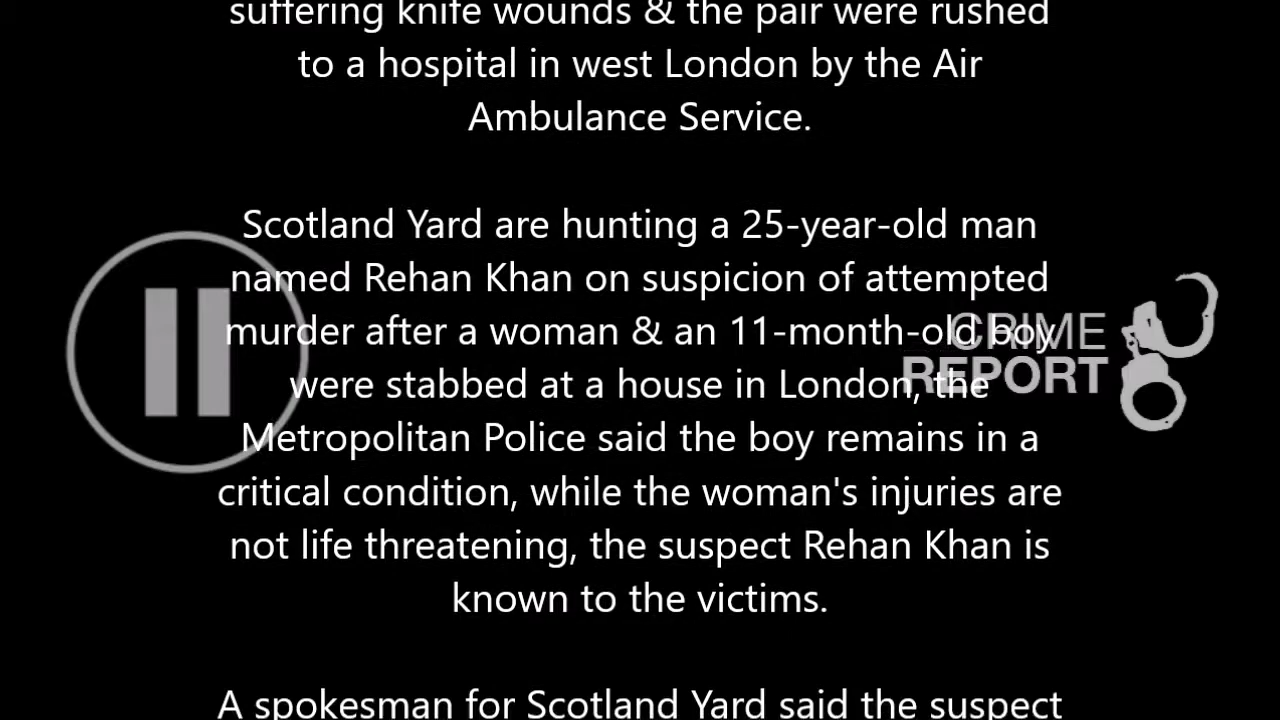 suffering knife wounds & the pair were rushed
to a hospital in west London by the Air
Ambulance Service.
Scotland Yard are hunting a 25-year-old man
named Rehan Khan on suspicion of attempted
murder after a woman & an 11-month-old boy
were stabbed at a house in London, the
Metropolitan Police said the boy remains in a
critical condition, while the woman's injuries are
not life threatening, the suspect Rehan Khan is
known to the victims.
A spokesman for Scotland Yard said the suspect
CRIME
REPORT